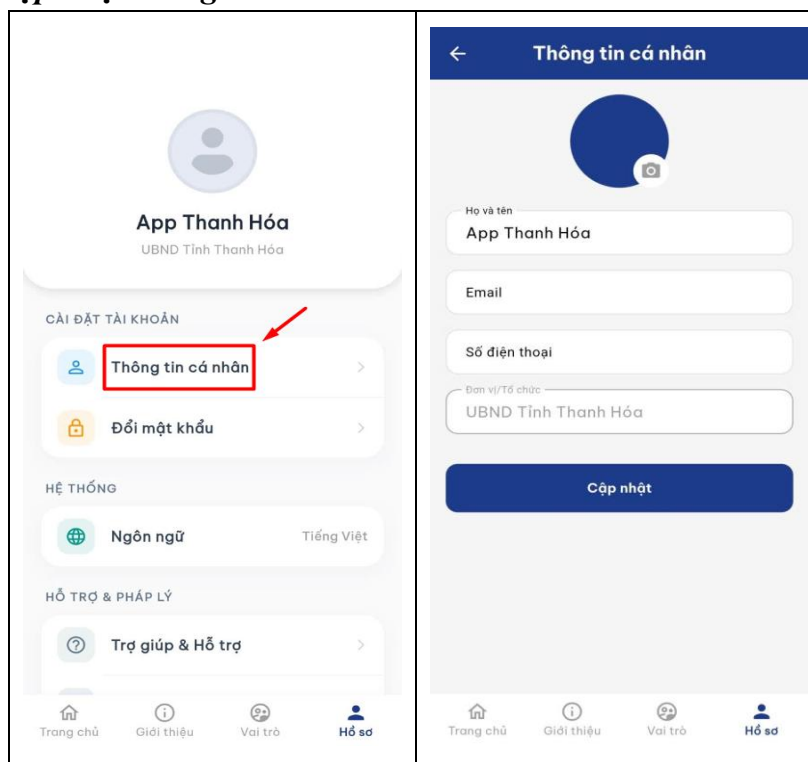 App Thanh Hóa
UBND Tỉnh Thanh Hóa
CÀI ĐẶT TÀI KHOẢN
Thông tin cá nhân
Đổi mật khẩu
HỆ THỐNG
Ngôn ngữ Tiếng Việt
HỖ TRỢ & PHÁP LÝ
Trợ giúp & Hỗ trợ
Trang chủ Giới thiệu Vai trò Hồ sơ
Thông tin cá nhân
Họ và tên
App Thanh Hóa
Email
Số điện thoại
Đơn vị/Tổ chức
UBND Tỉnh Thanh Hóa
Cập nhật
Trang chủ Giới thiệu Vai trò Hồ sơ